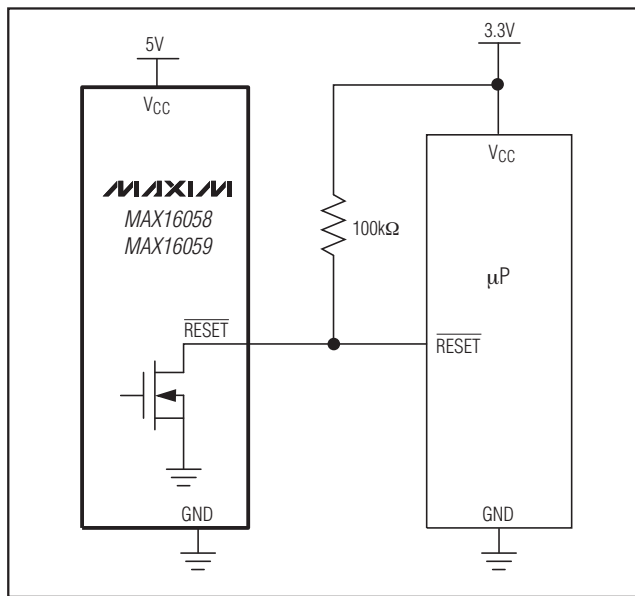 5V
VCC
MAXIM
MAX16058
MAX16059
RESET
GND
3.3V
100kΩ
VCC
µP
RESET
GND